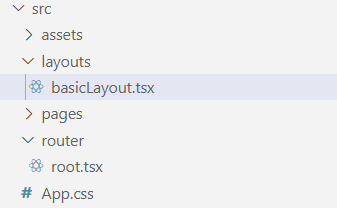 src
assets
layouts
basicLayout.tsx
pages
router
root.tsx
# App.css